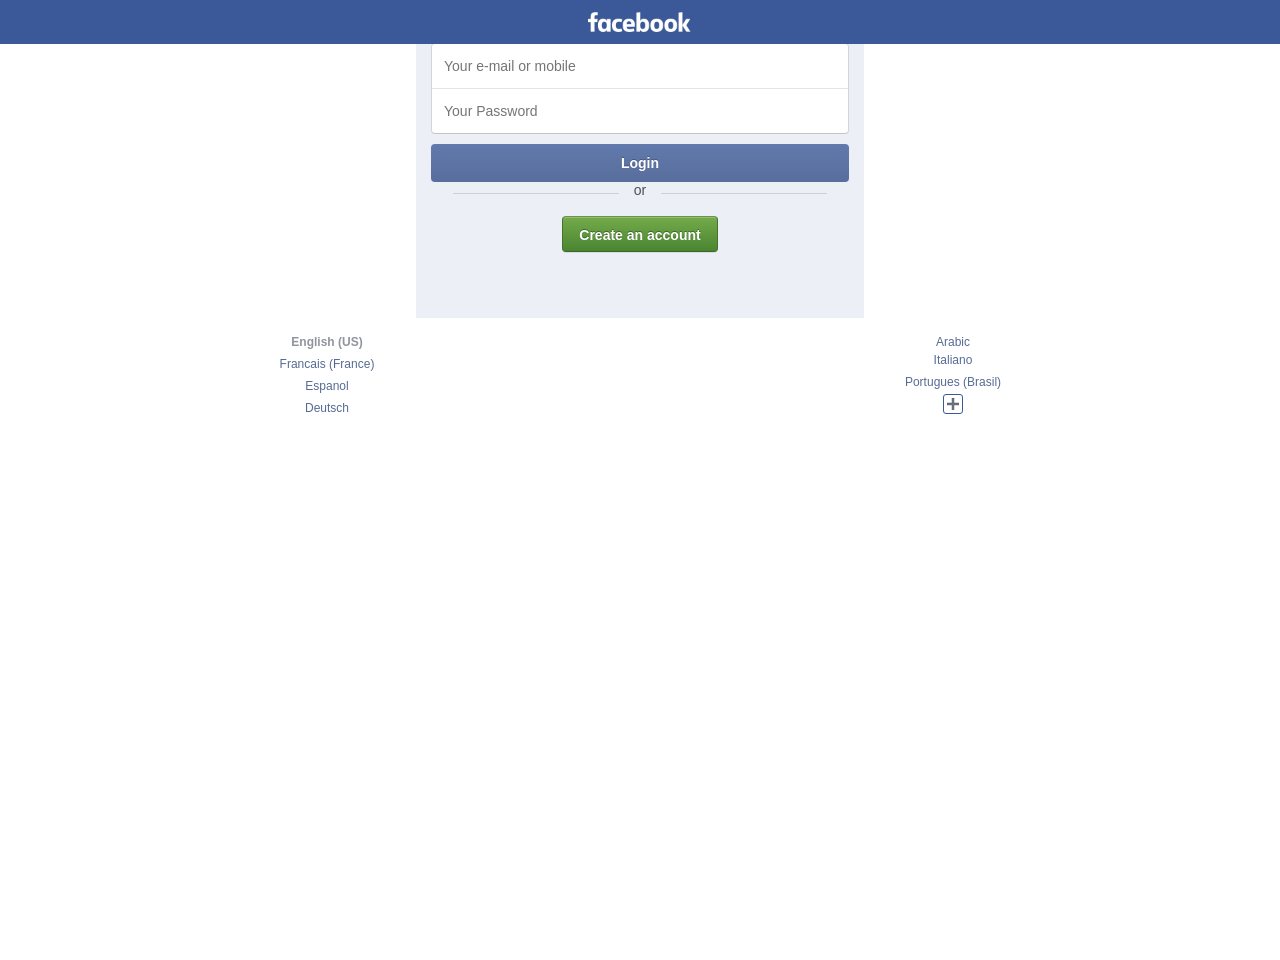 facebook
Your e-mail or mobile
Your Password
Login
or
Create an account
English (US)
Francais (France)
Espanol
Deutsch
Arabic
Italiano
Portugues (Brasil)